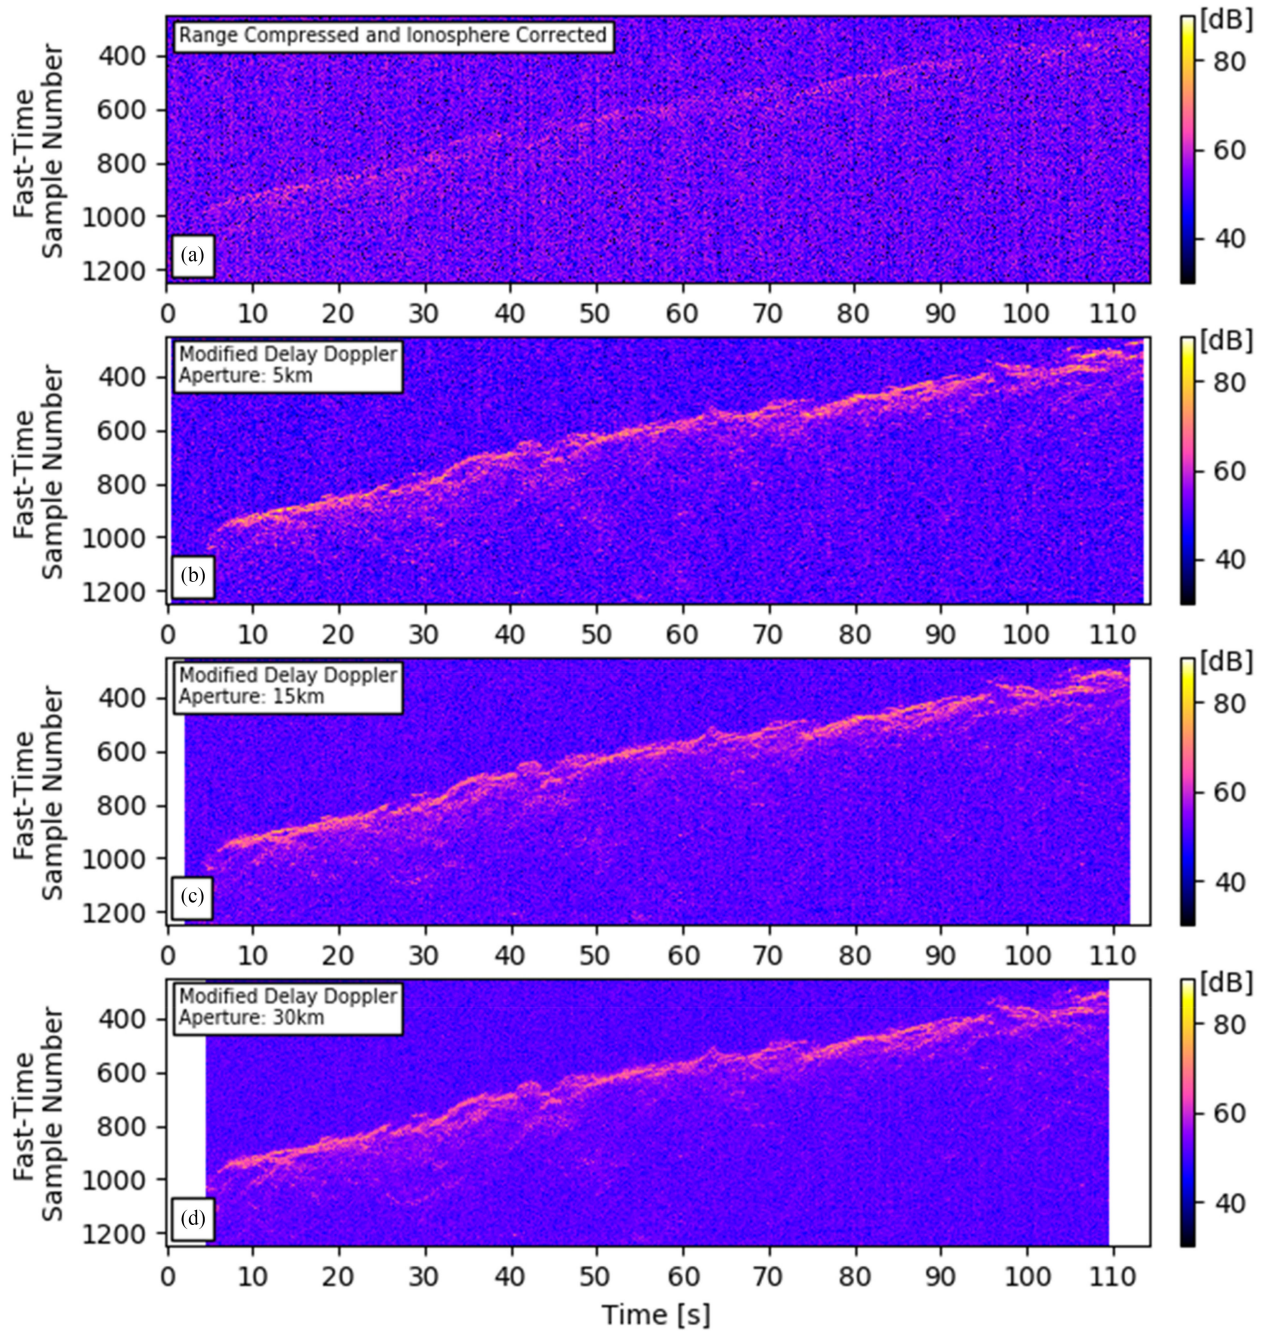 [dB]
Range Compressed and Ionosphere Corrected
Fast-Time
Sample Number
400
600
800
1000
1200
(a)
80
60
40
0 10 20 30 40 50 60 70 80 90 100 110
[dB]
Modified Delay Doppler
Aperture: 5km
Fast-Time
Sample Number
400
600
800
1000
1200
(b)
80
60
40
0 10 20 30 40 50 60 70 80 90 100 110
[dB]
Modified Delay Doppler
Aperture: 15km
Fast-Time
Sample Number
400
600
800
1000
1200
(c)
80
60
40
0 10 20 30 40 50 60 70 80 90 100 110
[dB]
Modified Delay Doppler
Aperture: 30km
Fast-Time
Sample Number
400
600
800
1000
1200
(d)
80
60
40
0 10 20 30 40 50 60 70 80 90 100 110
Time [s]